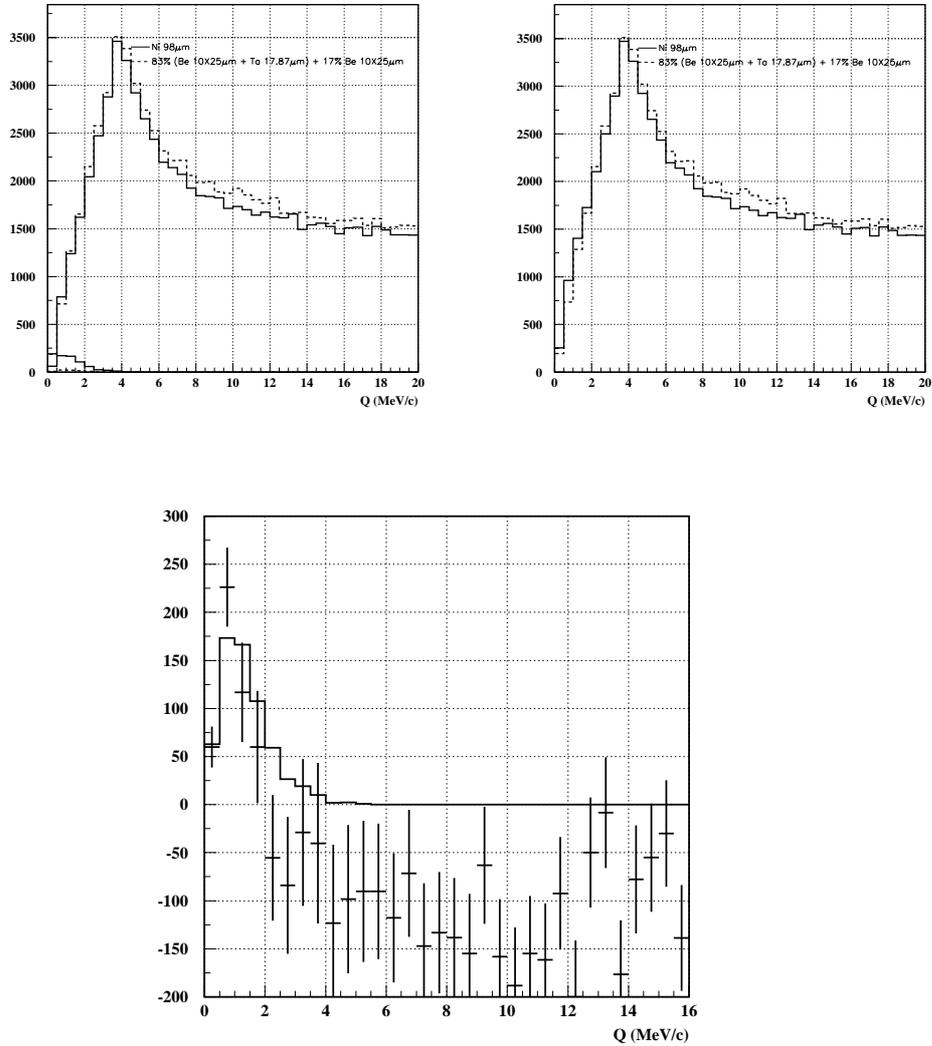 3500
3000
2500
2000
1500
1000
500
0
Ni 98μm
83% (Be 10X25μm + Ta 17.87μm) + 17% Be 10X25μm
0 2 4 6 8 10 12 14 16 18 20
Q (MeV/c)
3500
3000
2500
2000
1500
1000
500
0
Ni 98μm
83% (Be 10X25μm + Ta 17.87μm) + 17% Be 10X25μm
0 2 4 6 8 10 12 14 16 18 20
Q (MeV/c)
300
250
200
150
100
50
0
-50
-100
-150
-200
0 2 4 6 8 10 12 14 16
Q (MeV/c)